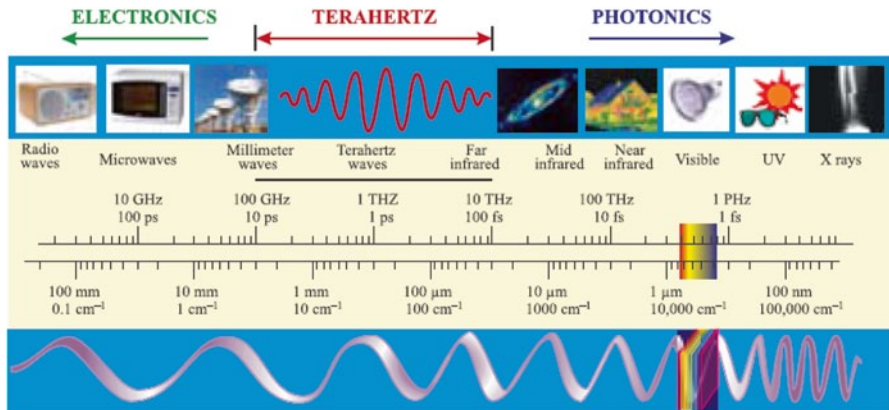 ELECTRONICS TERAHERTZ PHOTONICS
Radio waves Microwaves Millimeter waves Terahertz waves Far infrared Mid infrared Near infrared Visible UV X rays
10 GHz 100 GHz 1 THZ 10 THz 100 THz 1 PHz
100 ps 10 ps 1 ps 100 fs 10 fs 1 fs
100 mm 10 mm 1 mm 100 µm 10 µm 1 µm 100 nm
0.1 cm⁻¹ 1 cm⁻¹ 10 cm⁻¹ 100 cm⁻¹ 1000 cm⁻¹ 10,000 cm⁻¹ 100,000 cm⁻¹